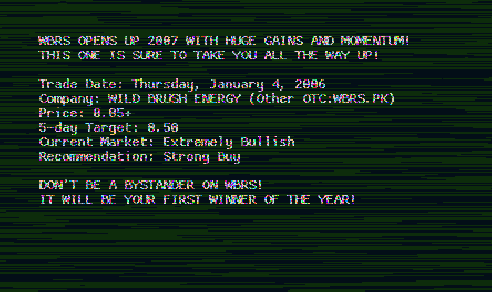 WBRS OPENS UP 2007 WITH HUGE GAINS AND MOMENTUM!
THIS ONE IS SURE TO TAKE YOU ALL THE WAY UP!
Trade Date: Thursday, January 4, 2006
Company: WILD BRUSH ENERGY (Other OTC:WBRS.PK)
Price: 0.05+
5-day Target: 0.50
Current Market: Extremely Bullish
Recommendation: Strong Buy
DON'T BE A BYSTANDER ON WBRS!
IT WILL BE YOUR FIRST WINNER OF THE YEAR!